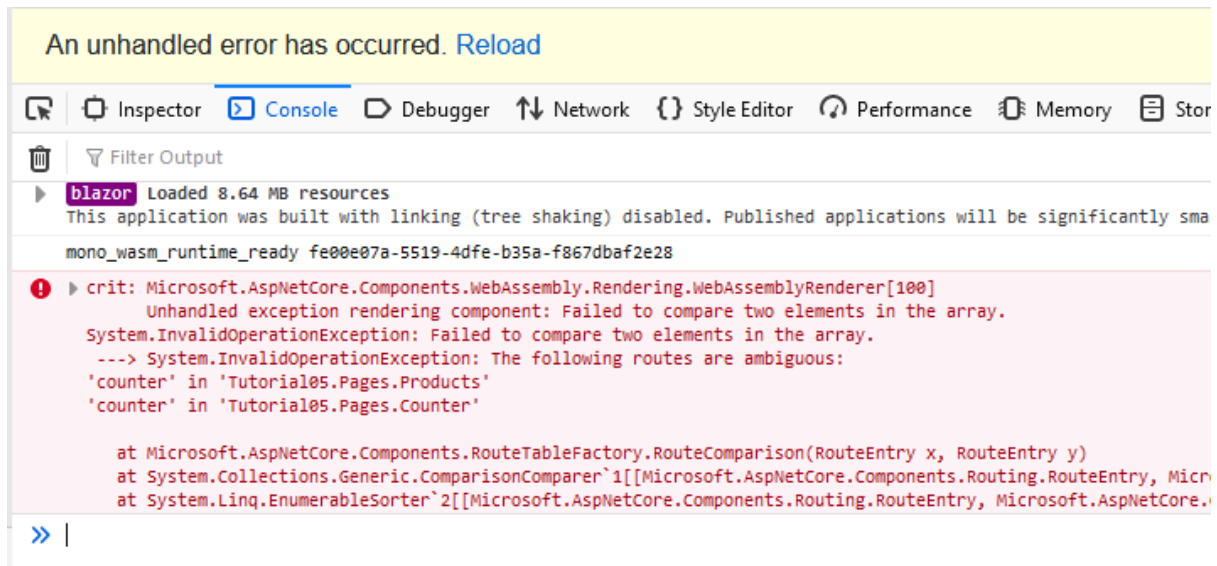 An unhandled error has occurred. Reload
Inspector Console Debugger Network Style Editor Performance Memory Stor
Filter Output
blazor Loaded 8.64 MB resources
This application was built with linking (tree shaking) disabled. Published applications will be significantly sma
mono_wasm_runtime_ready fe00e07a-5519-4dfe-b35a-f867dbaf2e28
crit: Microsoft.AspNetCore.Components.WebAssembly.Rendering.WebAssemblyRenderer[100]
Unhandled exception rendering component: Failed to compare two elements in the array.
System.InvalidOperationException: Failed to compare two elements in the array.
---> System.InvalidOperationException: The following routes are ambiguous:
'counter' in 'Tutorial05.Pages.Products'
'counter' in 'Tutorial05.Pages.Counter'
at Microsoft.AspNetCore.Components.RouteTableFactory.RouteComparison(RouteEntry x, RouteEntry y)
at System.Collections.Generic.ComparisonComparer`1[[Microsoft.AspNetCore.Components.Routing.RouteEntry, Micr
at System.Linq.EnumerableSorter`2[[Microsoft.AspNetCore.Components.Routing.RouteEntry, Microsoft.AspNetCore.